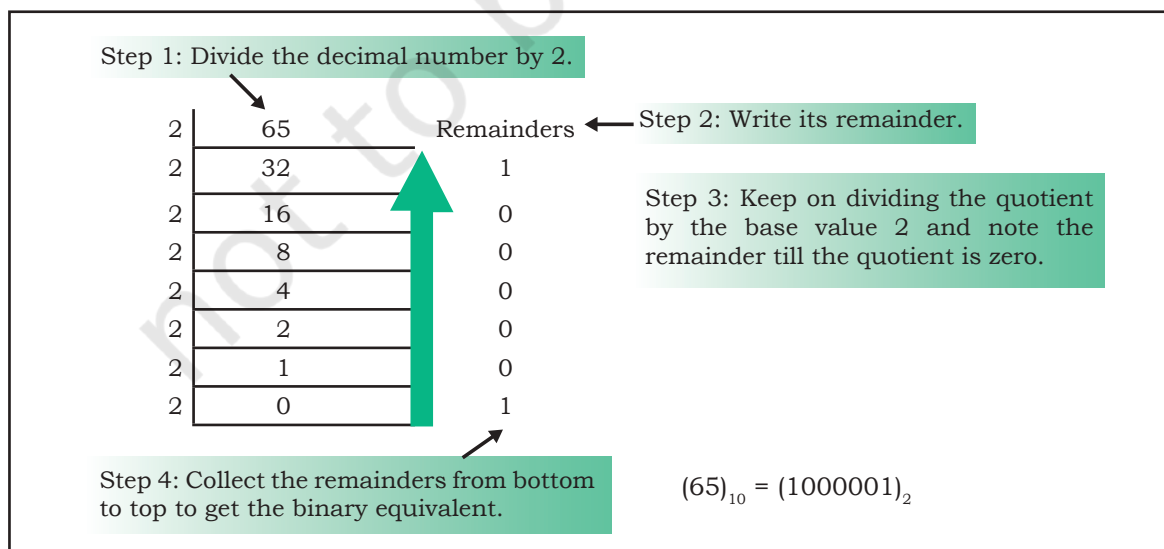 not to b
Step 1: Divide the decimal number by 2.
2 65 Remainders
Step 2: Write its remainder.
2 32 1
2 16 0
2 8 0
2 4 0
2 2 0
2 1 0
2 0 1
Step 3: Keep on dividing the quotient
by the base value 2 and note the
remainder till the quotient is zero.
Step 4: Collect the remainders from bottom
to top to get the binary equivalent.
(65)₁₀ = (1000001)₂